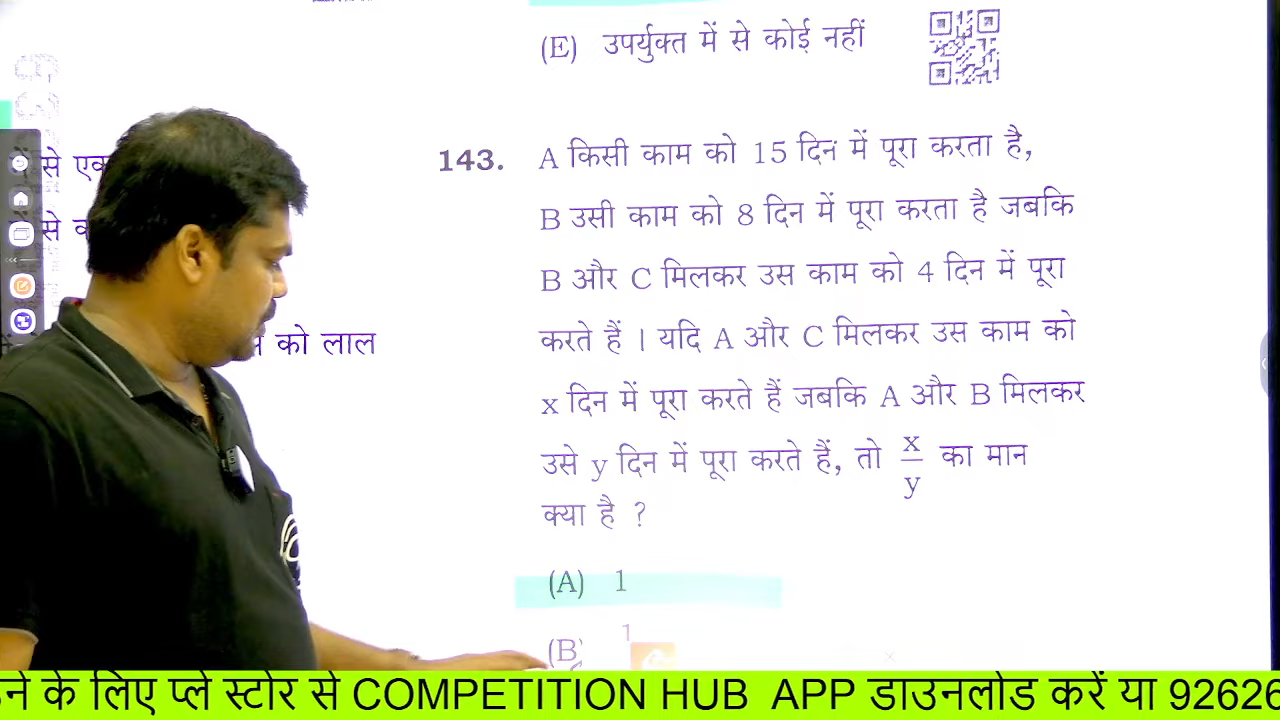 (E) उपर्युक्त में से कोई नहीं
से एक
से
को लाल
143. A किसी काम को 15 दिन में पूरा करता है,
B उसी काम को 8 दिन में पूरा करता है जबकि
B और C मिलकर उस काम को 4 दिन में पूरा
करते हैं । यदि A और C मिलकर उस काम को
x दिन में पूरा करते हैं जबकि A और B मिलकर
उसे y दिन में पूरा करते हैं, तो x/y का मान
क्या है ?
(A) 1
(B) 1
के लिए प्ले स्टोर से COMPETITION HUB APP डाउनलोड करें या 92626